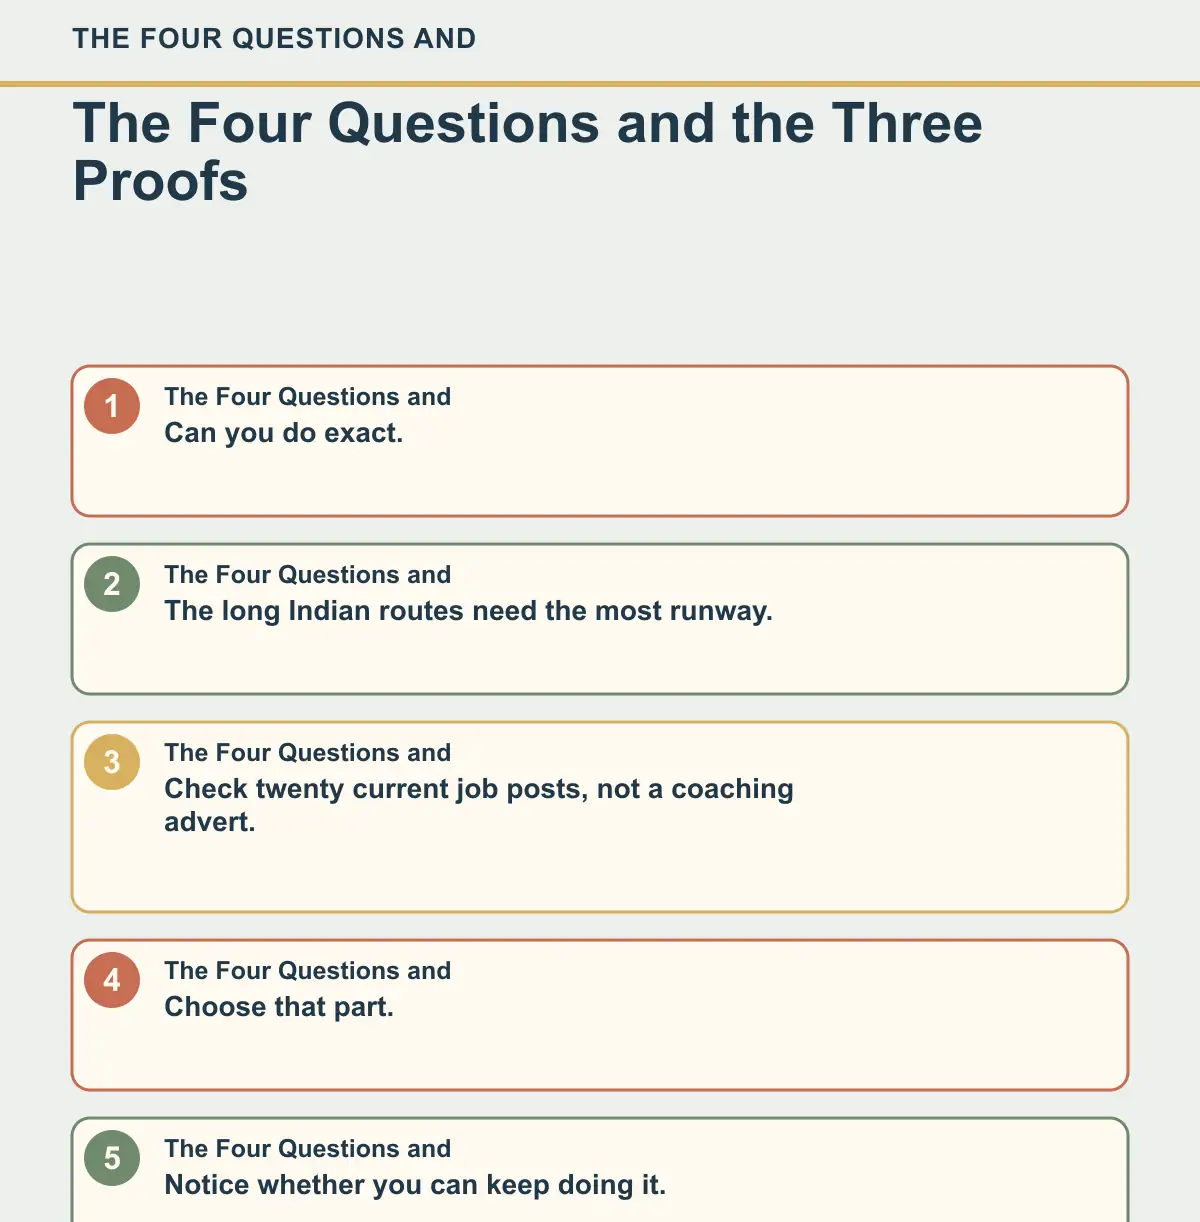 THE FOUR QUESTIONS AND
The Four Questions and the Three
Proofs
1
The Four Questions and
Can you do exact.
2
The Four Questions and
The long Indian routes need the most runway.
3
The Four Questions and
Check twenty current job posts, not a coaching
advert.
4
The Four Questions and
Choose that part.
5
The Four Questions and
Notice whether you can keep doing it.